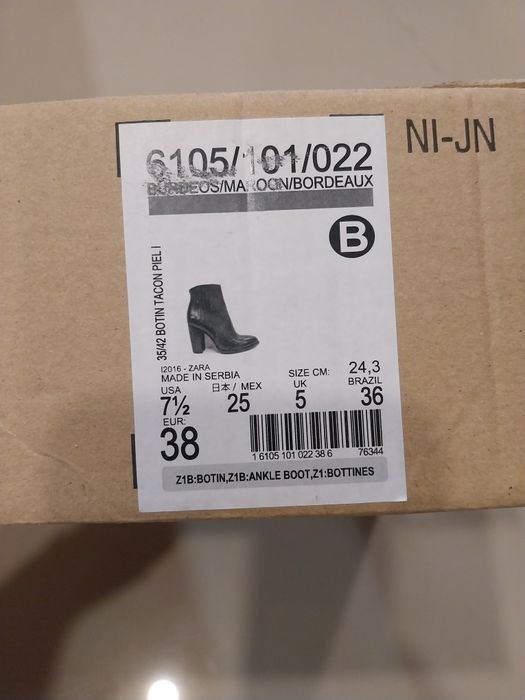 NI-JN
6105/101/022
BURDEOS/MAROON/BORDEAUX
B
35/42 BOTIN TACON PIEL I
I2016 - ZARA
MADE IN SERBIA
SIZE CM: 24,3
USA 日本 / MEX UK BRAZIL
7½ 25 5 36
EUR:
38
1 6105 101 022 38 6 76344
Z1B:BOTIN,Z1B:ANKLE BOOT,Z1:BOTTINES